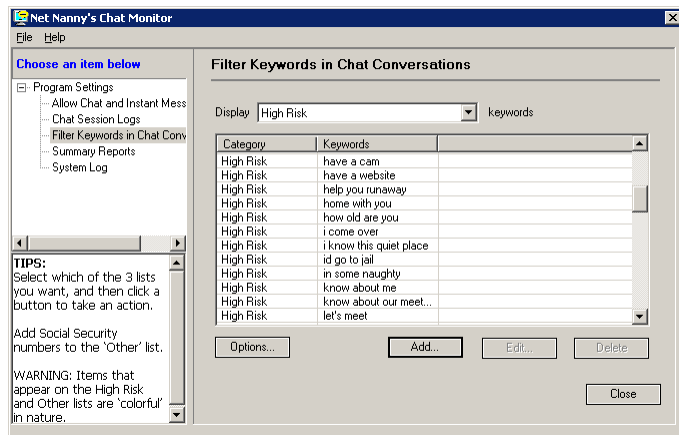 Net Nanny's Chat Monitor
File Help
Choose an item below
Program Settings
Allow Chat and Instant Mess
Chat Session Logs
Filter Keywords in Chat Conv
Summary Reports
System Log
TIPS:
Select which of the 3 lists
you want, and then click a
button to take an action.
Add Social Security
numbers to the 'Other' list.
WARNING: Items that
appear on the High Risk
and Other lists are 'colorful'
in nature.
Filter Keywords in Chat Conversations
Display High Risk keywords
Category Keywords
High Risk have a cam
High Risk have a website
High Risk help you runaway
High Risk home with you
High Risk how old are you
High Risk i come over
High Risk i know this quiet place
High Risk id go to jail
High Risk in some naughty
High Risk know about me
High Risk know about our meet...
High Risk let's meet
Options... Add... Edit... Delete
Close